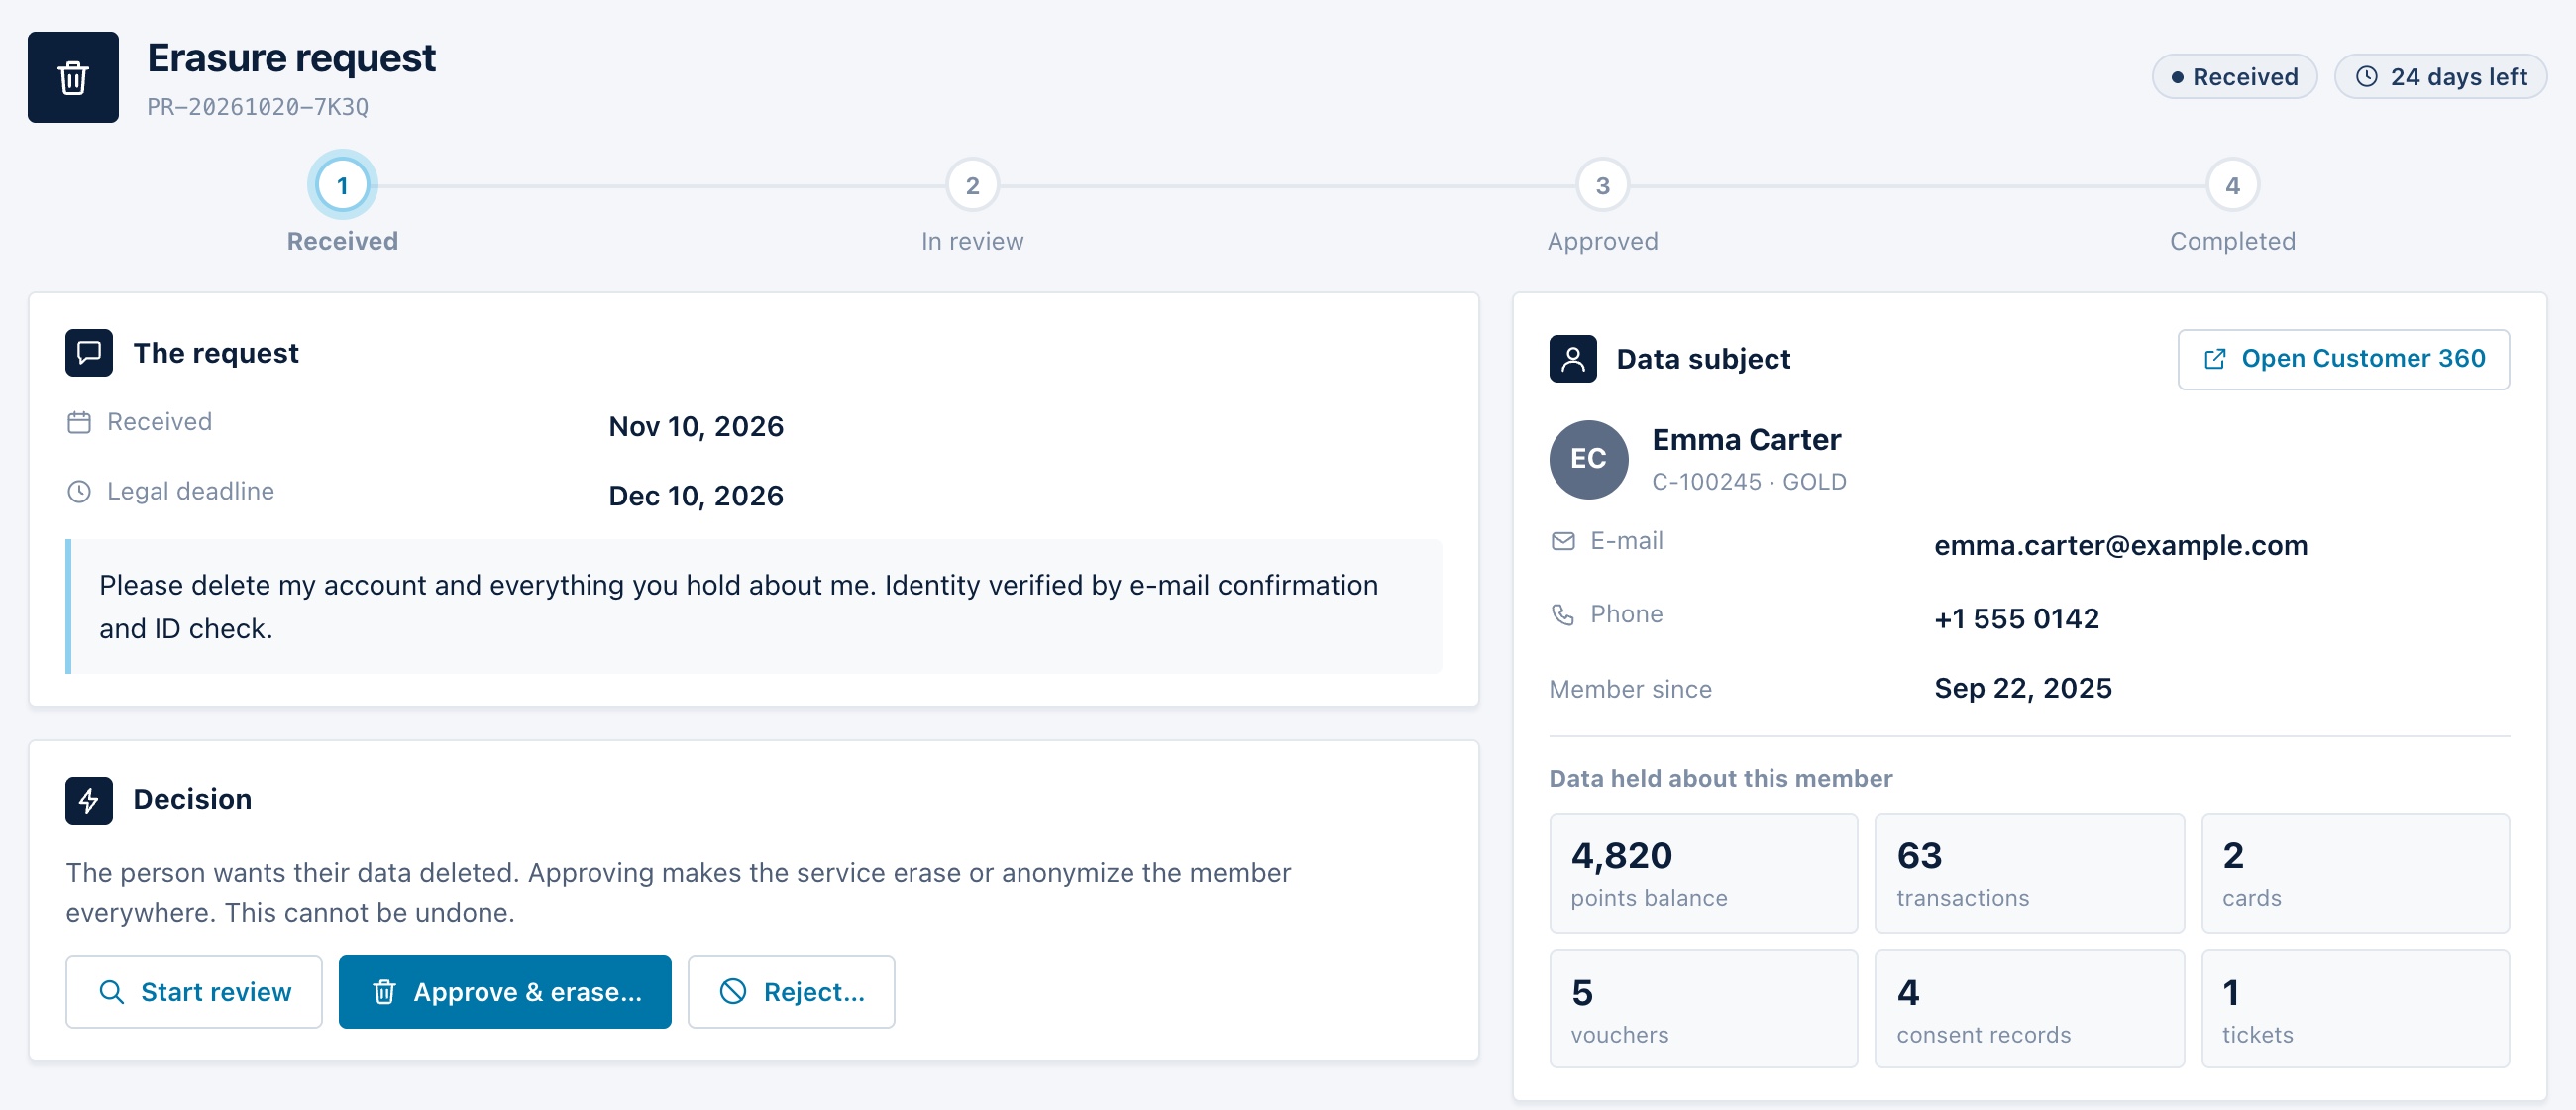 Erasure request
PR-20261020-7K3Q
Received
24 days left
1
Received
2
In review
3
Approved
4
Completed
The request
Received
Nov 10, 2026
Legal deadline
Dec 10, 2026
Please delete my account and everything you hold about me. Identity verified by e-mail confirmation
and ID check.
Decision
The person wants their data deleted. Approving makes the service erase or anonymize the member
everywhere. This cannot be undone.
Start review
Approve & erase...
Reject...
Data subject
Open Customer 360
EC
Emma Carter
C-100245 · GOLD
E-mail
emma.carter@example.com
Phone
+1 555 0142
Member since
Sep 22, 2025
Data held about this member
4,820
points balance
63
transactions
2
cards
5
vouchers
4
consent records
1
tickets